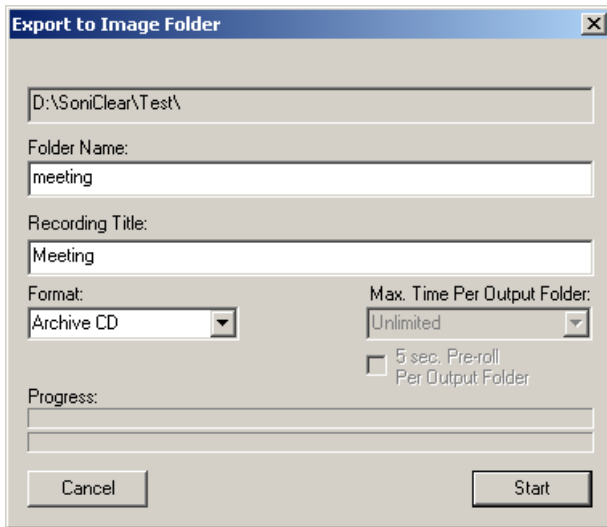 Export to Image Folder
D:\SoniClear\Test\
Folder Name:
meeting
Recording Title:
Meeting
Format:
Max. Time Per Output Folder:
Archive CD
Unlimited
5 sec. Pre-roll
Per Output Folder
Progress:
Cancel
Start